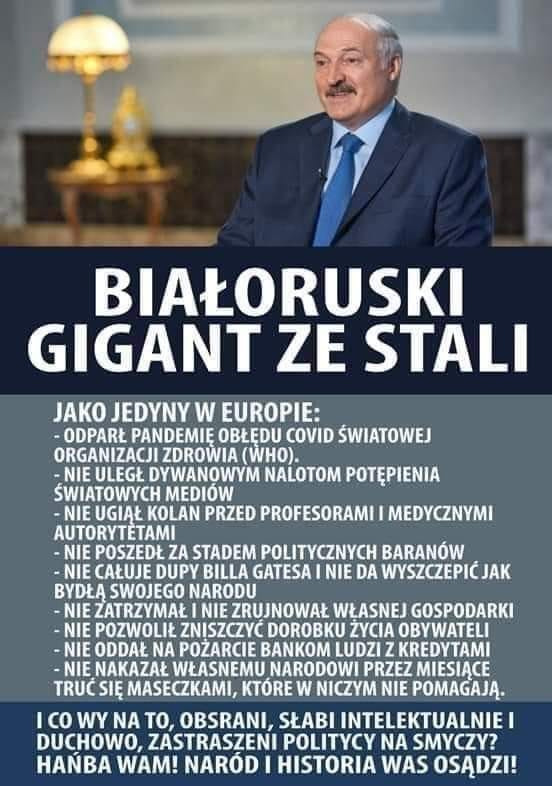 BIAŁORUSKI
GIGANT ZE STALI
JAKO JEDYNY W EUROPIE:
- ODPARŁ PANDEMIĘ OBŁĘDU COVID ŚWIATOWEJ
ORGANIZACJI ZDROWIA (WHO).
- NIE ULEGŁ DYWANOWYM NALOTOM POTĘPIENIA
ŚWIATOWYCH MEDIÓW
- NIE UGIĄŁ KOLAN PRZED PROFESORAMI I MEDYCZNYMI
AUTORYTETAMI
- NIE POSZEDŁ ZA STADEM POLITYCZNYCH BARANÓW
- NIE CAŁUJE DUPY BILLA GATESA I NIE DA WYSZCZEPIĆ JAK
BYDŁĄ SWOJEGO NARODU
- NIE ZATRZYMAŁ I NIE ZRUJNOWAŁ WŁASNEJ GOSPODARKI
- NIE POZWOLIŁ ZNISZCZYĆ DOROBKU ŻYCIA OBYWATELI
- NIE ODDAŁ NA POŻARCIE BANKOM LUDZI Z KREDYTAMI
- NIE NAKAZAŁ WŁASNEMU NARODOWI PRZEZ MIESIĄCE
TRUĆ SIĘ MASECZKAMI, KTÓRE W NICZYM NIE POMAGAJĄ.
I CO WY NA TO, OBSRANI, SŁABI INTELEKTUALNIE I
DUCHOWO, ZASTRASZENI POLITYCY NA SMYCZY?
HAŃBA WAM! NARÓD I HISTORIA WAS OSĄDZI!